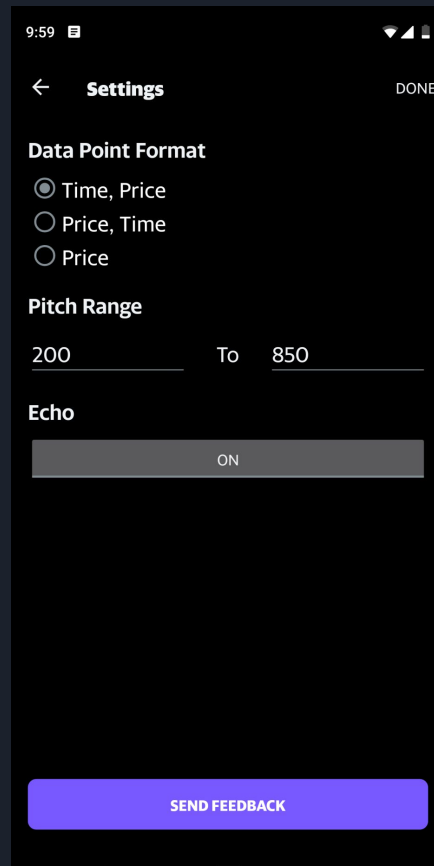 9:59
Settings
DONE
Data Point Format
Time, Price
Price, Time
Price
Pitch Range
200 To 850
Echo
ON
SEND FEEDBACK